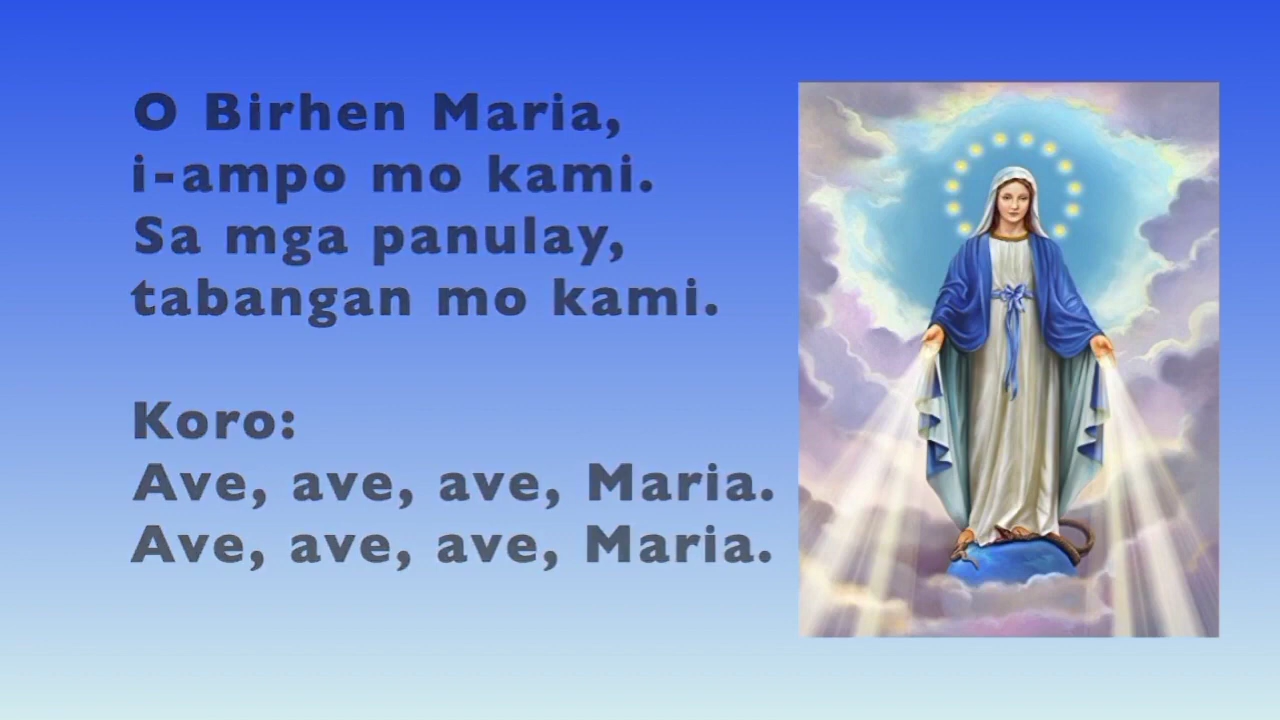 O Birhen Maria,
i-ampo mo kami.
Sa mga panulay,
tabangan mo kami.
Koro:
Ave, ave, ave, Maria.
Ave, ave, ave, Maria.